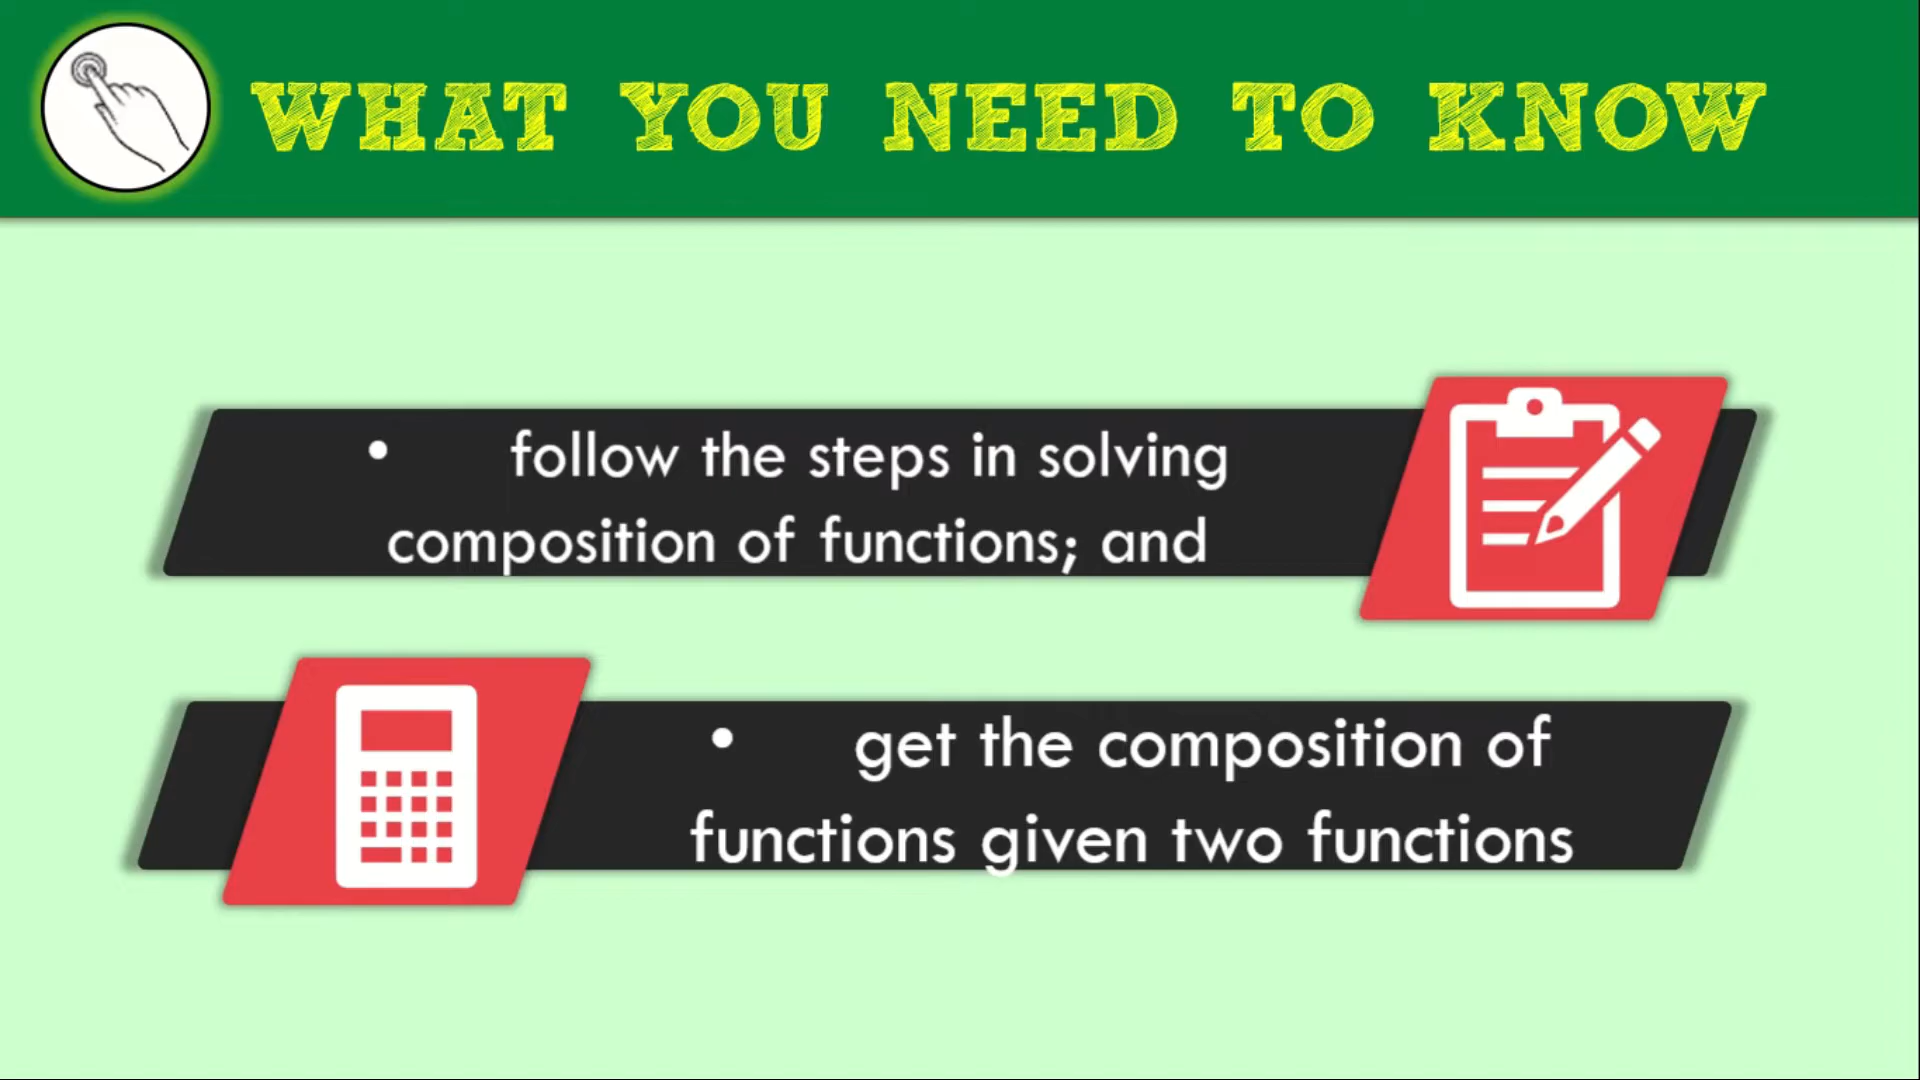 WHAT YOU NEED TO KNOW
• follow the steps in solving
composition of functions; and
• get the composition of
functions given two functions